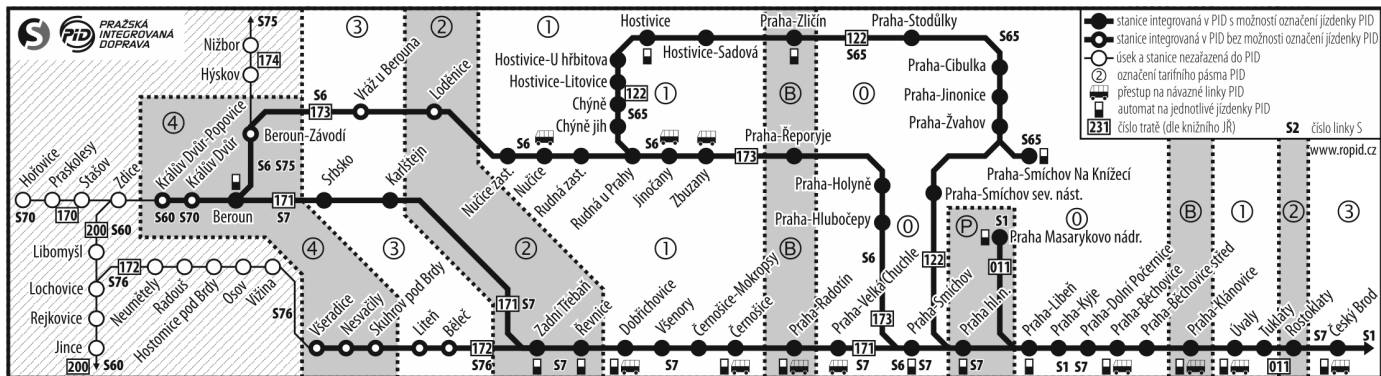 S
PID
PRAŽSKÁ
INTEGROVANÁ
DOPRAVA
S75
Nižbor
174
Hýskov
4
Králův Dvůr-Popovice
Králův Dvůr
Beroun-Závodí
S6 S75
S6
173
3
Vráž u Berouna
2
Loděnice
1
Hostivice
Praha-Zličín
Praha-Stodůlky
122
S65
S65
Hostivice-Sadová
Hostivice-U hřbitova
Hostivice-Litovice
122
Chýně
S65
Chýně jih
1
B
0
Praha-Cibulka
Praha-Jinonice
Praha-Žvahov
S65
Praha-Smíchov Na Knížecí
Praha-Smíchov sev. nást.
S6
Nučice zast.
Nučice
Rudná zast.
Rudná u Prahy
S6
Jinočany
Zbuzany
173
Praha-Řeporyje
Praha-Holyně
Praha-Hlubočepy
0
S6
173
122
stanice integrovaná v PID s možností označení jízdenky PID
stanice integrovaná v PID bez možnosti označení jízdenky PID
úsek a stanice nezařazená do PID
2 označení tarifního pásma PID
přestup na návazné linky PID
automat na jednotlivé jízdenky PID
231 číslo tratě (dle knižního JŘ)
S2 číslo linky S
www.ropid.cz
Hořovice
Praskolesy
Stašov
Zdice
S70
170
200
S60
S60
S70
Beroun
171
S7
Srbsko
Karlštejn
Libomyšl
Lochovice
172
S76
Rejkovice
Jince
200
S60
Neumětely
Radouš
Hostomice pod Brdy
Osov
Vižina
S76
4
3
2
1
B
P
0
B
1
2
3
S1
Praha Masarykovo nádr.
011
Všeradice
Nesvačily
Skuhrov pod Brdy
Liteň
Běleč
172
S76
171
S7
Zadní Třebaň
S7
Řevnice
Dobřichovice
Všenory
S7
Černošice-Mokropsy
Černošice
Praha-Radotín
Praha-Velká Chuchle
S7
171
S6
Praha-Smíchov
S7
Praha hl. n.
S7
Praha-Libeň
Praha-Kyje
S1 S7
Praha-Dolní Počernice
Praha-Běchovice
Praha-Běchovice střed
Praha-Klánovice
Úvaly
Tuklaty
011
Rostoklaty
S7
Český Brod
S1